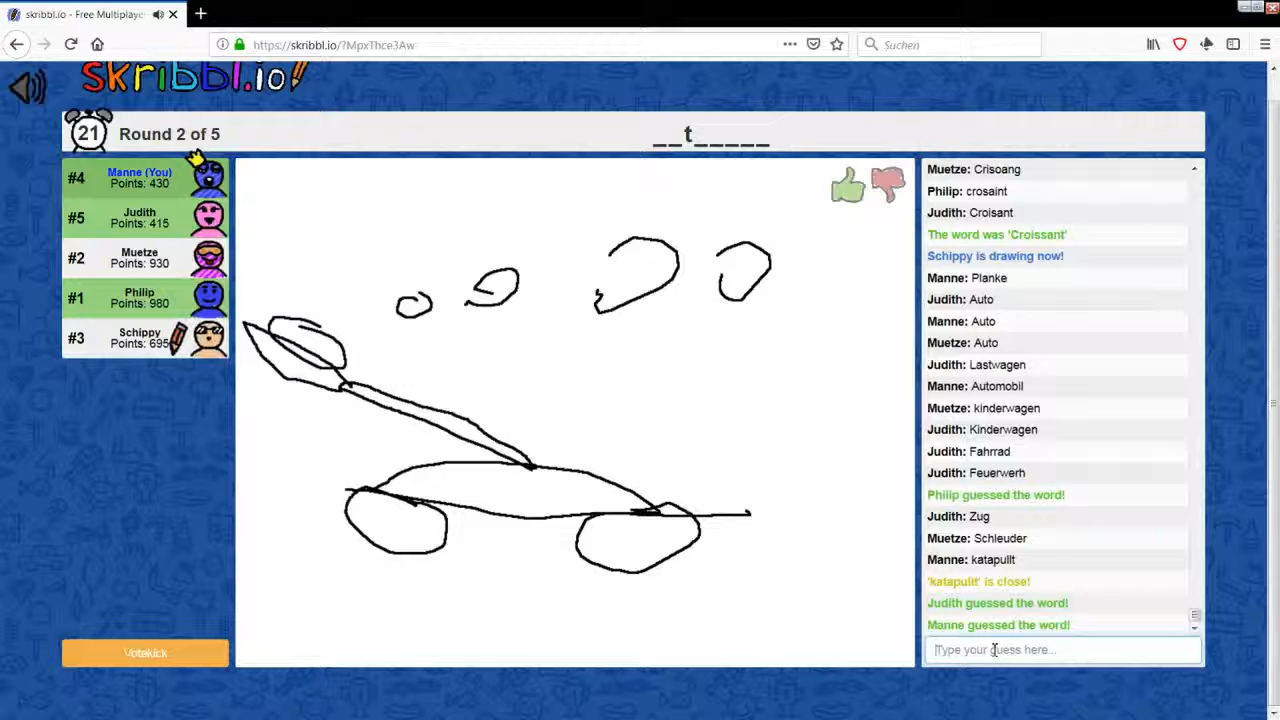 skribbl.io - Free Multiplaye
https://skribbl.io/?MpxThce3Aw
Suchen
skribbl.io
21
Round 2 of 5
__t_____
#4
Manne (You)
Points: 430
#5
Judith
Points: 415
#2
Muetze
Points: 930
#1
Philip
Points: 980
#3
Schippy
Points: 695
Votekick
Muetze: Crisoang
Philip: crosaint
Judith: Croisant
The word was 'Croissant'
Schippy is drawing now!
Manne: Planke
Judith: Auto
Manne: Auto
Muetze: Auto
Judith: Lastwagen
Manne: Automobil
Muetze: kinderwagen
Judith: Kinderwagen
Judith: Fahrrad
Judith: Feuerwerh
Philip guessed the word!
Judith: Zug
Muetze: Schleuder
Manne: katapullt
'katapullt' is close!
Judith guessed the word!
Manne guessed the word!
Type your guess here...